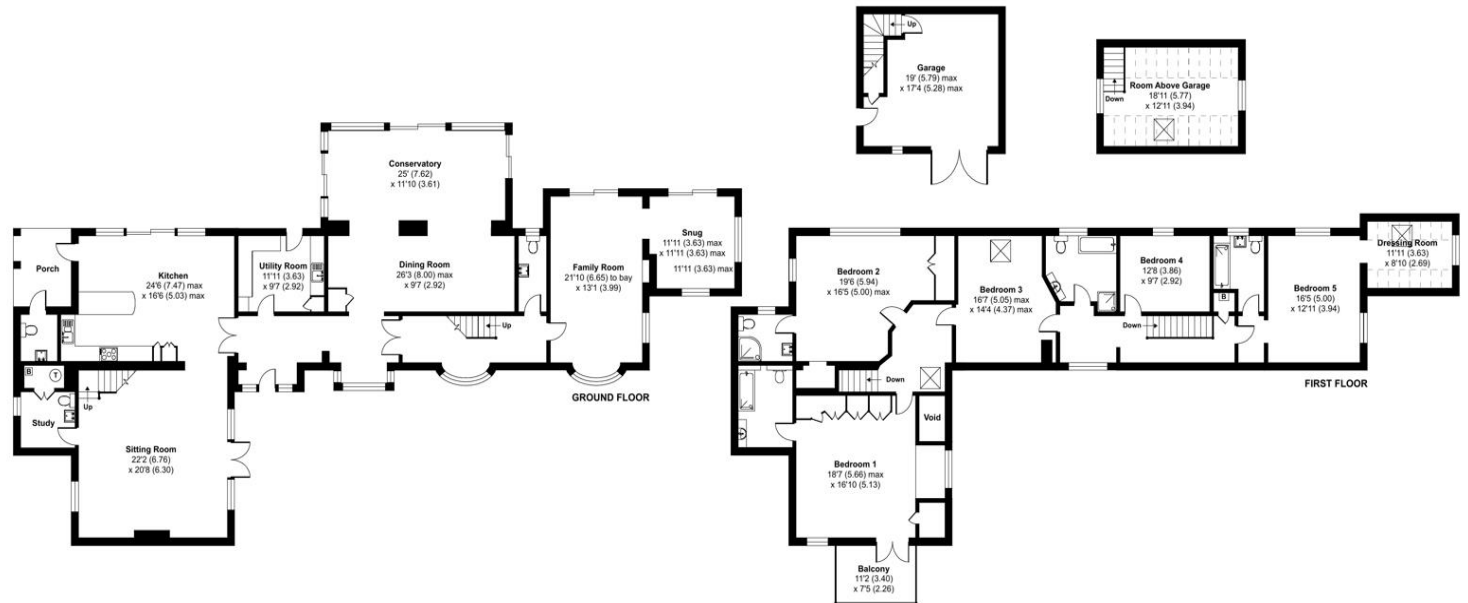 Garage
19' (5.79) max
x 17'4 (5.28) max
Up
Room Above Garage
18'11 (5.77)
x 12'11 (3.94)
Down
Conservatory
25' (7.62)
x 11'10 (3.61)
Porch
Kitchen
24'6 (7.47) max
x 16'6 (5.03) max
Utility Room
11'11 (3.63)
x 9'7 (2.92)
Dining Room
26'3 (8.00) max
x 9'7 (2.92)
Family Room
21'10 (6.65) to bay
x 13'1 (3.99)
Snug
11'11 (3.63) max
x 11'11 (3.63) max
11'11 (3.63) max
Up
B
T
Up
Study
Sitting Room
22'2 (6.76)
x 20'8 (6.30)
GROUND FLOOR
Bedroom 2
19'6 (5.94)
x 16'5 (5.00) max
Bedroom 3
16'7 (5.05) max
x 14'4 (4.37) max
Bedroom 4
12'8 (3.86)
x 9'7 (2.92)
B
Bedroom 5
16'5 (5.00)
x 12'11 (3.94)
Dressing Room
11'11 (3.63)
x 8'10 (2.69)
Down
Down
Void
Bedroom 1
18'7 (5.66) max
x 16'10 (5.13)
Balcony
11'2 (3.40)
x 7'5 (2.26)
FIRST FLOOR